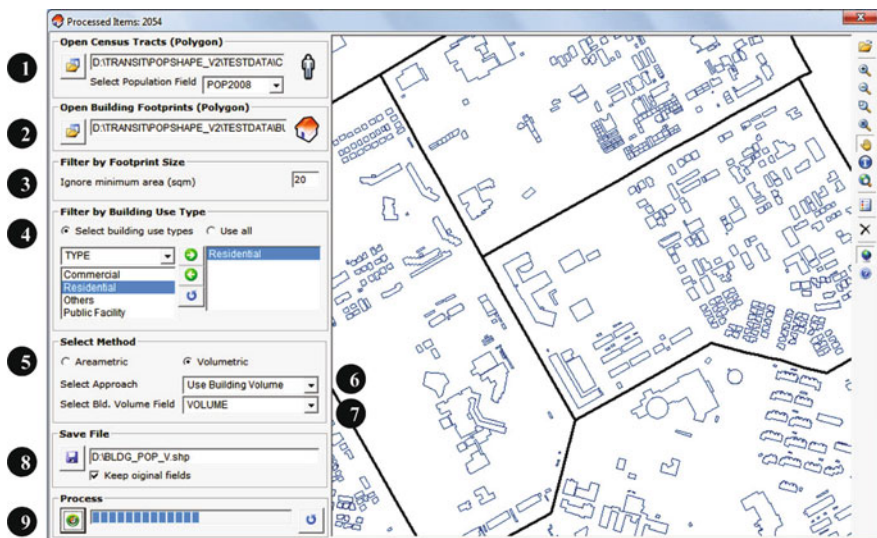 Processed Items: 2054
1
Open Census Tracts (Polygon)
D:\TRANSIT\POPSHAPE_V2\TESTDATA\C
Select Population Field POP2008
2
Open Building Footprints (Polygon)
D:\TRANSIT\POPSHAPE_V2\TESTDATA\BU
3
Filter by Footprint Size
Ignore minimum area (sqm) 20
4
Filter by Building Use Type
Select building use types Use all
TYPE
Commercial
Residential
Others
Public Facility
Residential
5
Select Method
Areametric Volumetric
Select Approach Use Building Volume 6
Select Bld. Volume Field VOLUME 7
8
Save File
D:\BLDG_POP_V.shp
Keep oiginal fields
9
Process